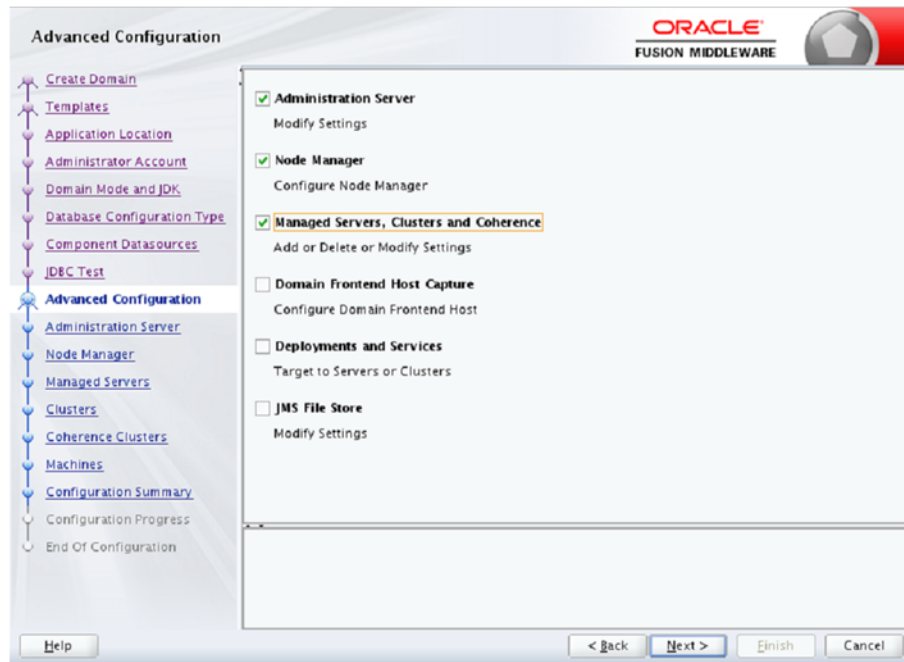 Advanced Configuration
ORACLE
FUSION MIDDLEWARE
Create Domain
Templates
Application Location
Administrator Account
Domain Mode and JDK
Database Configuration Type
Component Datasources
JDBC Test
Advanced Configuration
Administration Server
Node Manager
Managed Servers
Clusters
Coherence Clusters
Machines
Configuration Summary
Configuration Progress
End Of Configuration
Administration Server
Modify Settings
Node Manager
Configure Node Manager
Managed Servers, Clusters and Coherence
Add or Delete or Modify Settings
Domain Frontend Host Capture
Configure Domain Frontend Host
Deployments and Services
Target to Servers or Clusters
JMS File Store
Modify Settings
Help
< Back
Next >
Finish
Cancel